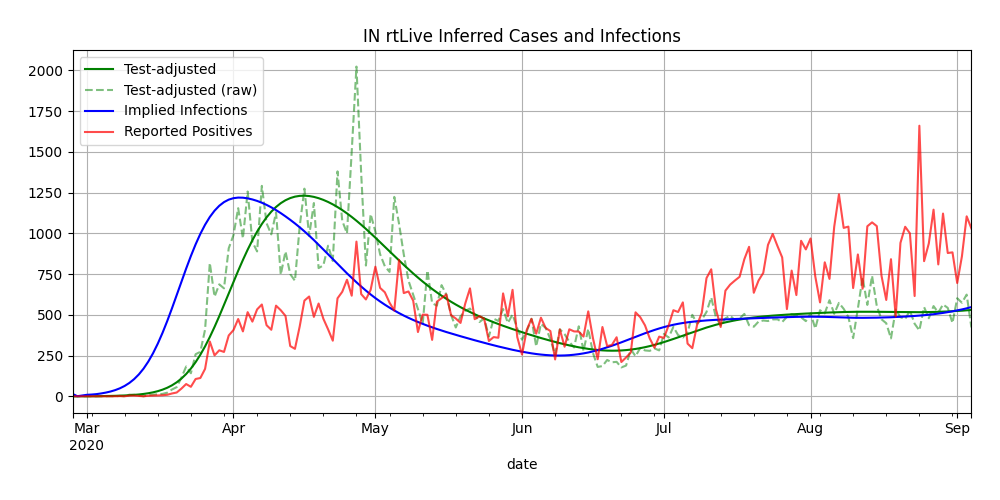 IN rtLive Inferred Cases and Infections
Test-adjusted
Test-adjusted (raw)
Implied Infections
Reported Positives
2000
1750
1500
1250
1000
750
500
250
0
Mar Apr May Jun Jul Aug Sep
2020
date